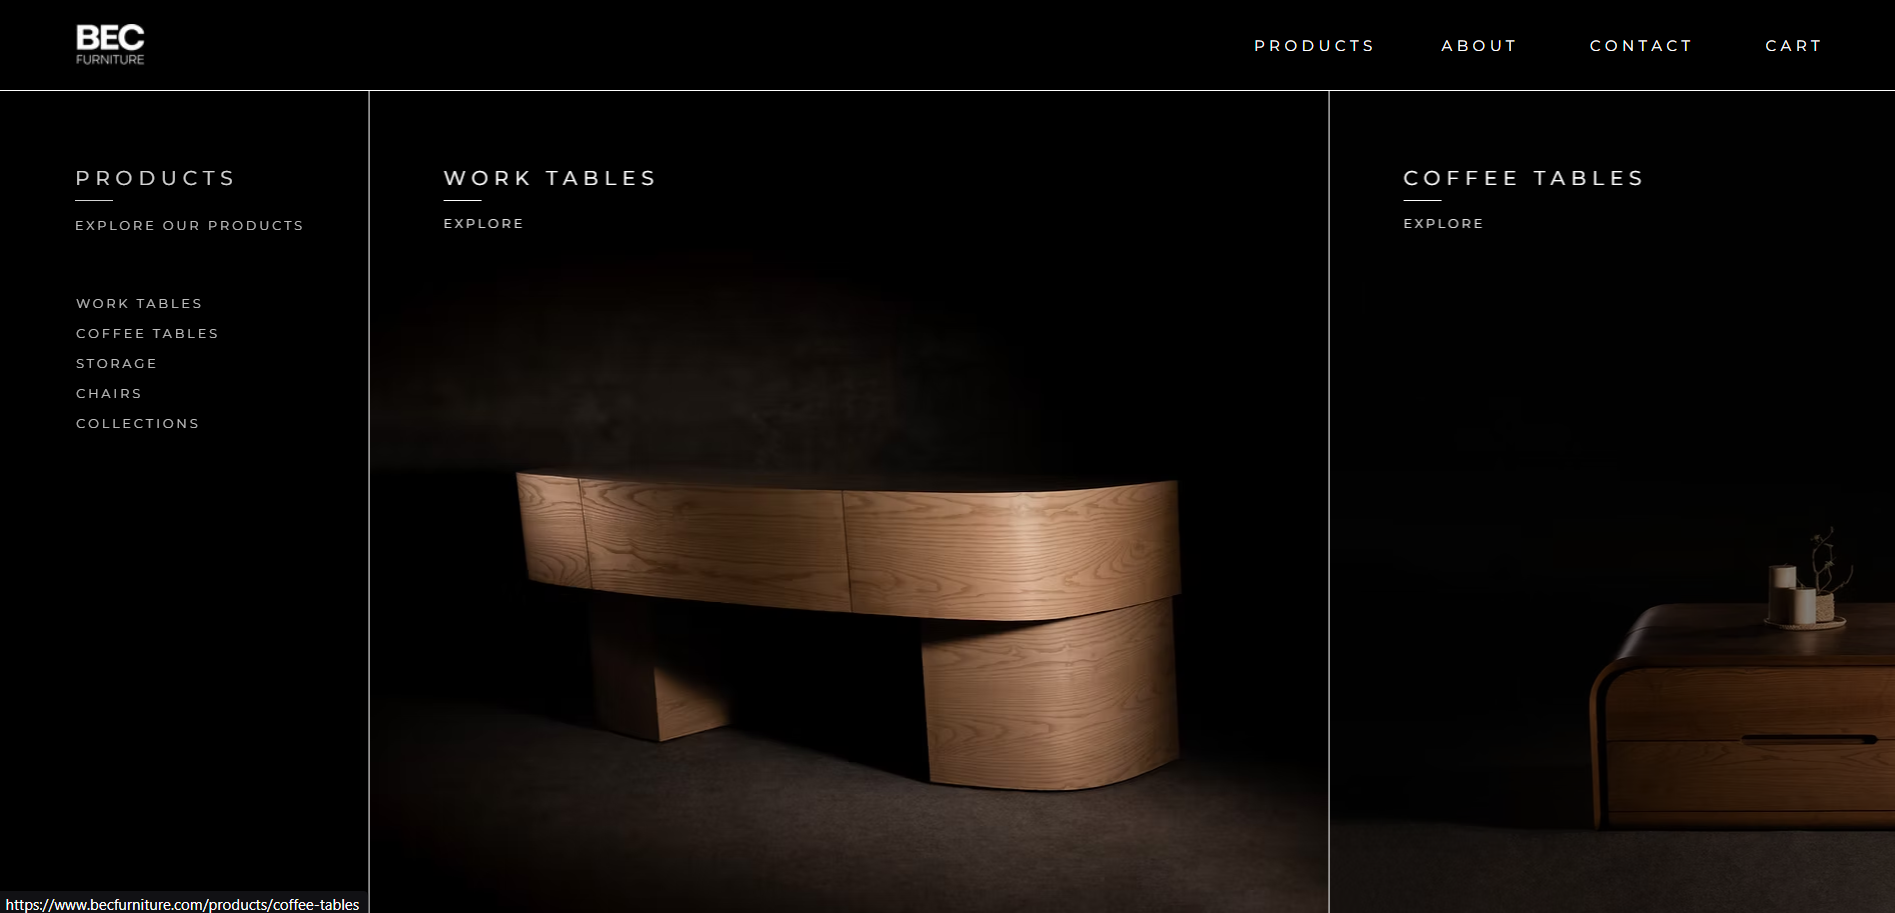 BEC
FURNITURE
PRODUCTS
ABOUT
CONTACT
CART
PRODUCTS
EXPLORE OUR PRODUCTS
WORK TABLES
COFFEE TABLES
STORAGE
CHAIRS
COLLECTIONS
WORK TABLES
EXPLORE
COFFEE TABLES
EXPLORE
https://www.becfurniture.com/products/coffee-tables